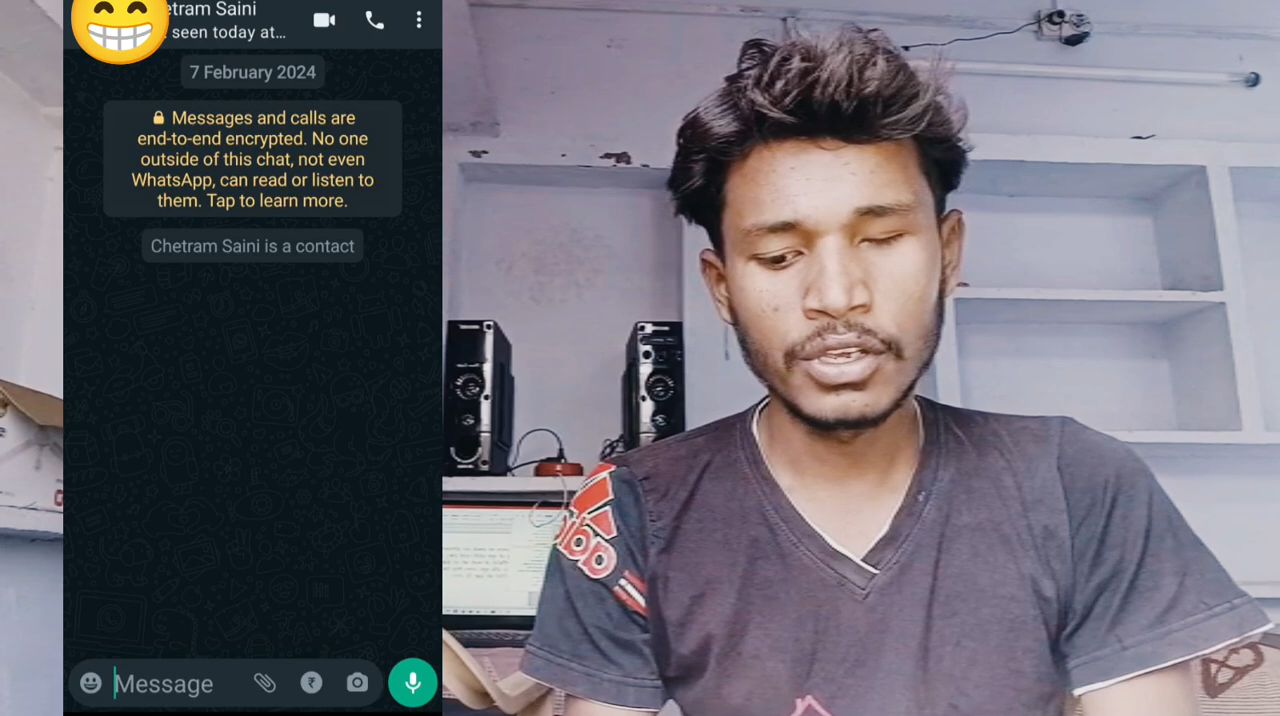 etram Saini
seen today at...
7 February 2024
Messages and calls are
end-to-end encrypted. No one
outside of this chat, not even
WhatsApp, can read or listen to
them. Tap to learn more.
Chetram Saini is a contact
Message